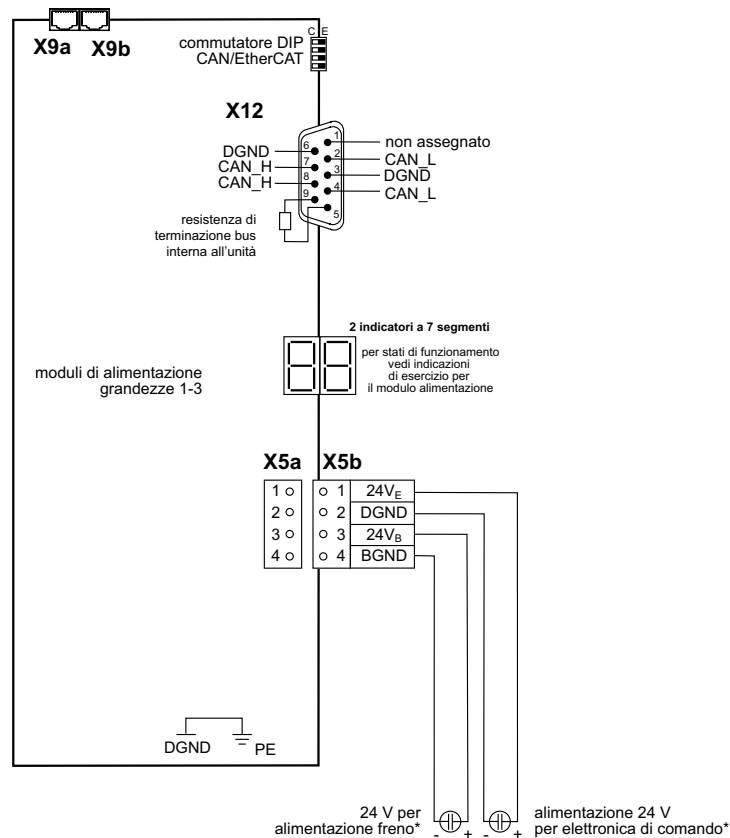 X9a X9b
C E
commutatore DIP
CAN/EtherCAT
X12
6
7
8
9
1
2
3
4
5
DGND
CAN_H
CAN_H
non assegnato
CAN_L
DGND
CAN_L
resistenza di
terminazione bus
interna all'unità
2 indicatori a 7 segmenti
per stati di funzionamento
vedi indicazioni
di esercizio per
il modulo alimentazione
moduli di alimentazione
grandezze 1-3
X5a X5b
1 1 24VE
2 2 DGND
3 3 24VB
4 4 BGND
DGND PE
24 V per
alimentazione freno*
- + - +
alimentazione 24 V
per elettronica di comando*